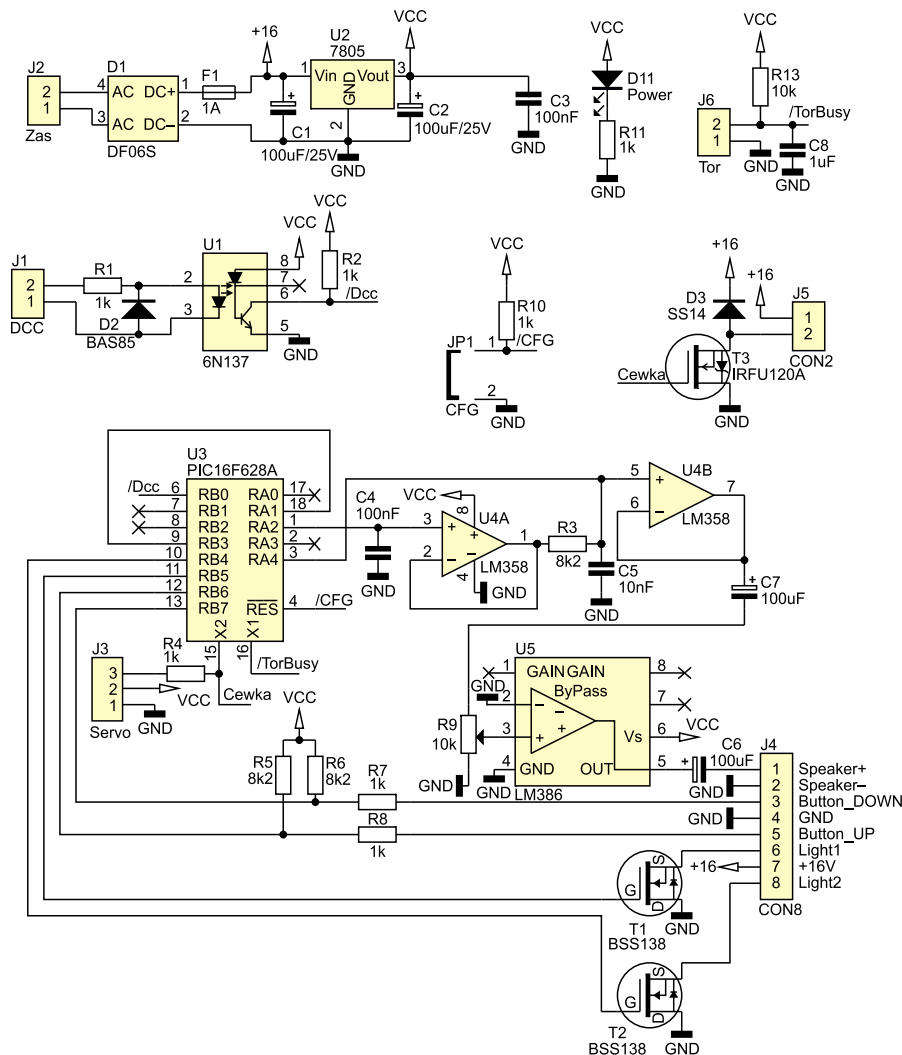 J2
2
1
Zas
D1
4 AC DC+ 1
3 AC DC– 2
DF06S
F1
1A
+16
U2
7805
1 Vin Vout 3
GND
2
+
C1
100uF/25V
GND
VCC
+
C2
100uF/25V
C3
100nF
GND
VCC
D11
Power
R11
1k
GND
VCC
R13
10k
/TorBusy
J6
2
1
Tor
GND
C8
1uF
GND
J1
2
1
DCC
R1
1k
D2
BAS85
U1
2
3
8
7
6
5
6N137
VCC
VCC
R2
1k
/Dcc
GND
VCC
R10
1k
/CFG
JP1
1
2
CFG
GND
+16
+16
D3
SS14
J5
1
2
CON2
T3
IRFU120A
Cewka
GND
U3
PIC16F628A
/Dcc 6 RB0 RA0 17
7 RB1 RA1 18
8 RB2 RA2 1
9 RB3 RA3 2
10 RB4 RA4 3
11 RB5
12 RB6
13 RB7 RES 4 /CFG
X2 X1
15 16
/TorBusy
Cewka
C4
100nF
GND
VCC
8
U4A
3 +
2 –
+
–
1
4
LM358
GND
R3
8k2
C5
10nF
GND
5 +
6 –
U4B
7
LM358
C7
+
100uF
J3
3
2
1
Servo
R4
1k
VCC
GND
VCC
R5
8k2
R6
8k2
R7
1k
R8
1k
R9
10k
GND
U5
1 GAIN GAIN 8
GND
2 ByPass 7
– –
3 + +
Vs 6 VCC
4 GND OUT 5
GND
LM386
C6
+
100uF
J4
1 Speaker+
GND 2 Speaker–
3 Button_DOWN
GND 4 GND
5 Button_UP
6 Light1
+16 7 +16V
8 Light2
CON8
G S D
GND
T1
BSS138
G S D
GND
T2
BSS138